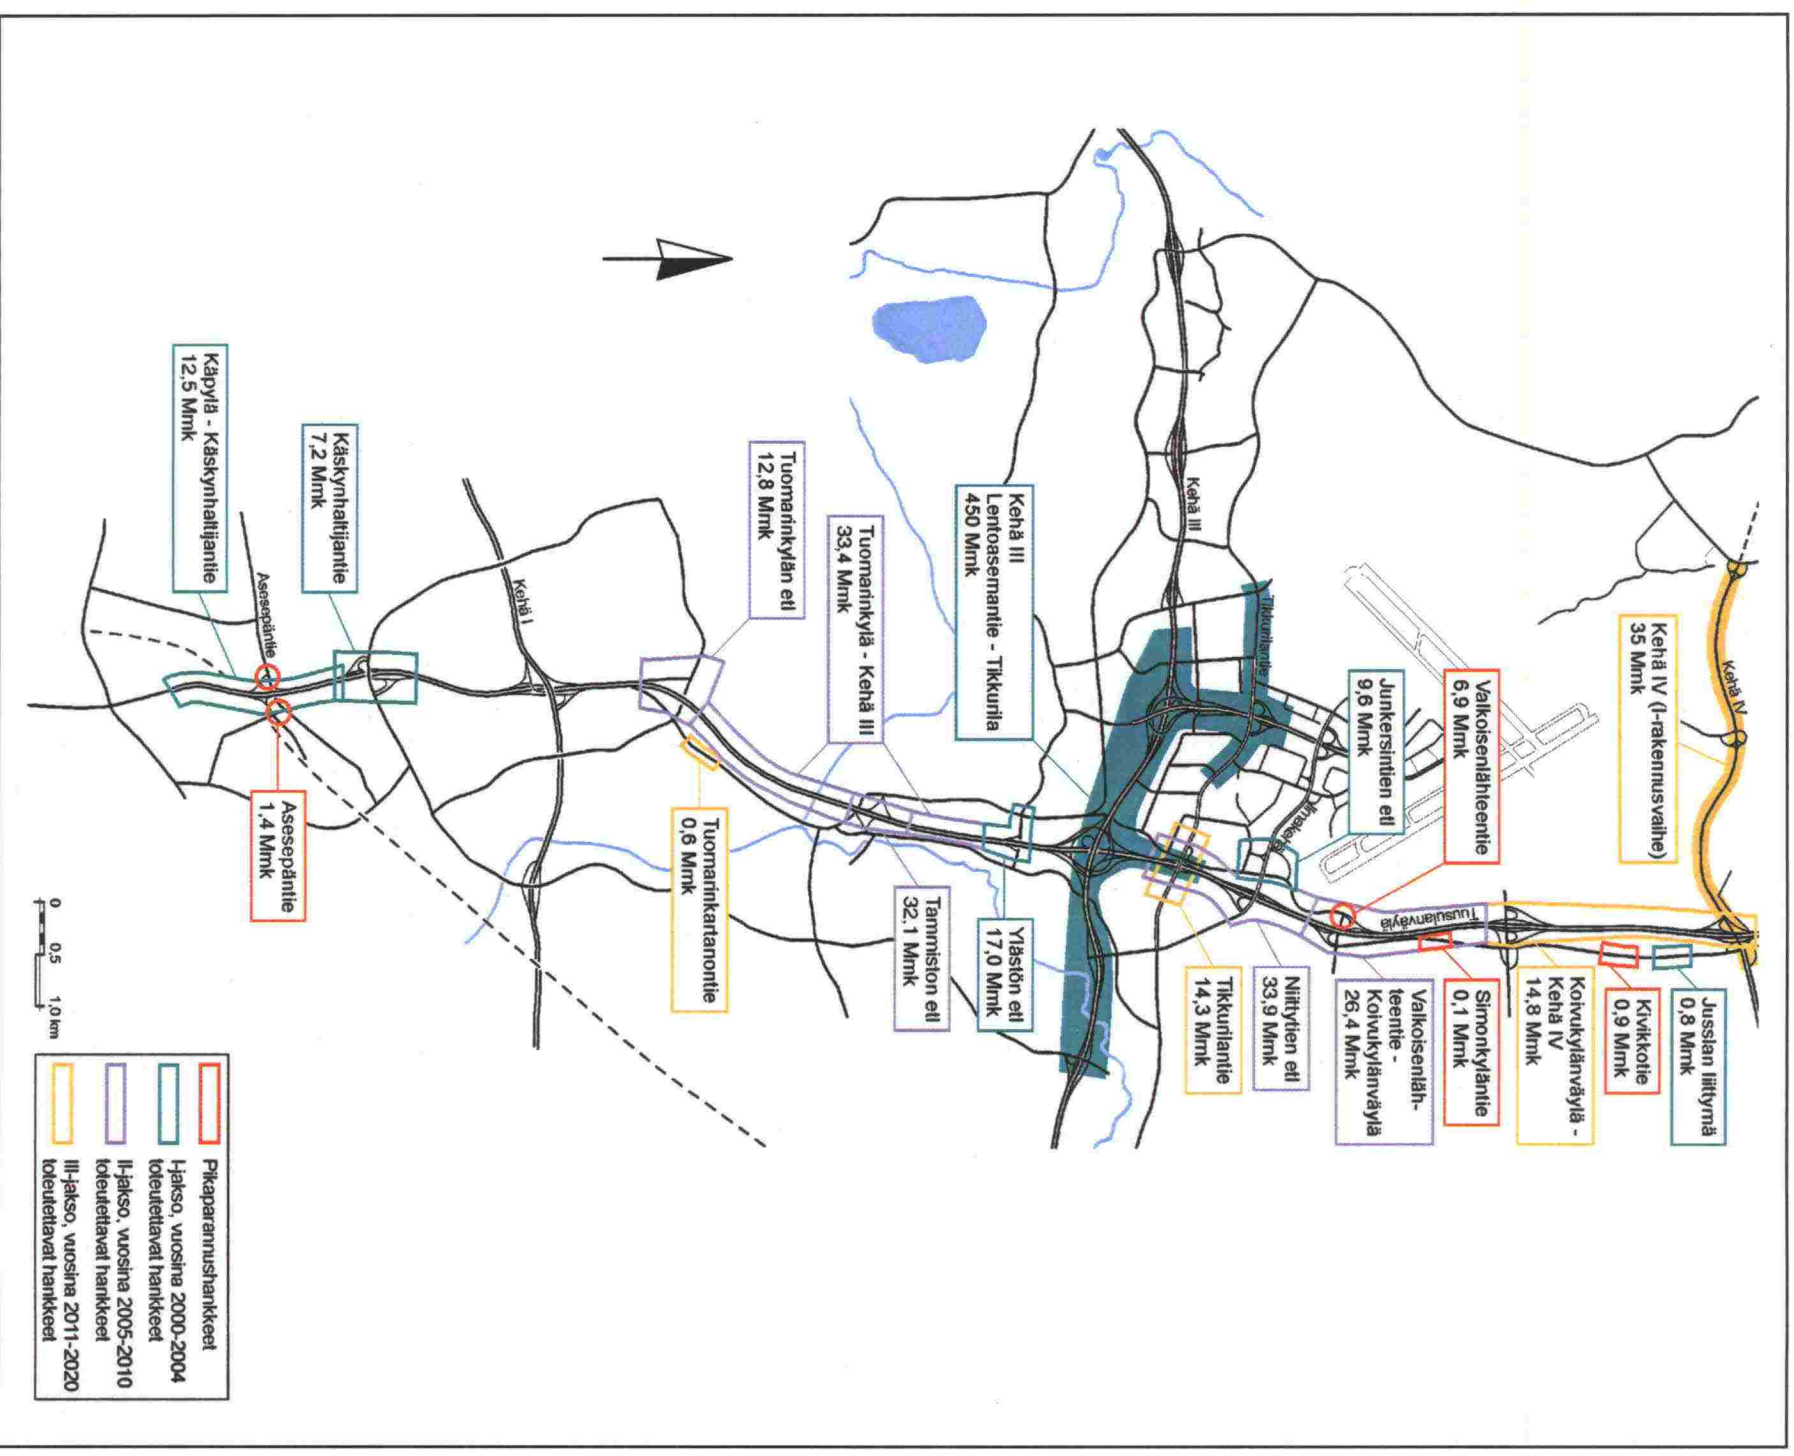 Kehä IV
Kehä IV (I-rakennusvaihe)
35 Mmk
Jusslan liittymä
0,8 Mmk
Kivikkotie
0,9 Mmk
Koivukylänväylä -
Kehä IV
14,8 Mmk
Valkoisenlähteentie
6,9 Mmk
Simonkyläntie
0,1 Mmk
Tuusulanväylä
Junkersintien etl
9,6 Mmk
Valkoisenläh-
teentie -
Koivukylänväylä
26,4 Mmk
Niittytien etl
33,9 Mmk
Tikkurilantie
Tikkurilantie
14,3 Mmk
Kehä III
Kehä III
Lentoasemantie - Tikkurila
450 Mmk
Ylästön etl
17,0 Mmk
Tammiston etl
32,1 Mmk
Tuomarinkylä - Kehä III
33,4 Mmk
Tuomarinkylän etl
12,8 Mmk
Tuomarinkartanontie
0,6 Mmk
Kehä I
Käskynhaltijantie
7,2 Mmk
Asesepäntie
Asesepäntie
1,4 Mmk
Käpylä - Käskynhaltijantie
12,5 Mmk
Pikaparannushankkeet
I-jakso, vuosina 2000-2004
toteutettavat hankkeet
II-jakso, vuosina 2005-2010
toteutettavat hankkeet
III-jakso, vuosina 2011-2020
toteutettavat hankkeet
0 0,5 1,0 km